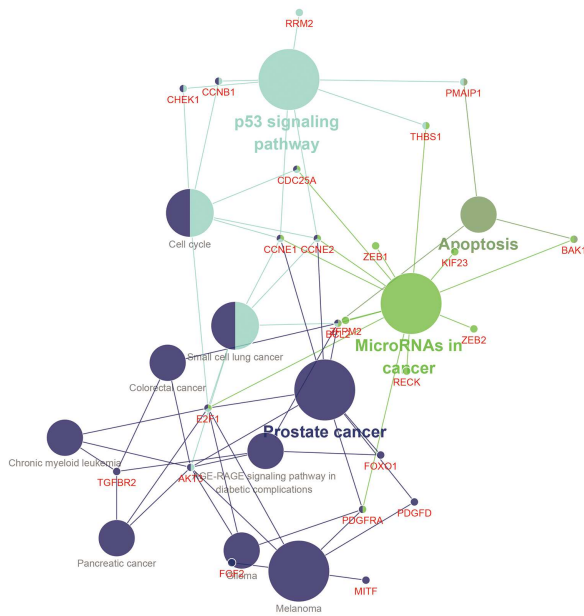 RRM2
CHEK1
CCNB1
PMAIP1
p53 signaling
pathway
THBS1
CDC25A
Cell cycle
CCNE1
CCNE2
Apoptosis
BAK1
ZEB1
KIF23
ZFPM2
BCL2
MicroRNAs in
cancer
ZEB2
Small cell lung cancer
RECK
Colorectal cancer
E2F1
Prostate cancer
Chronic myeloid leukemia
FOXO1
TGFBR2
AKT3
AGE-RAGE signaling pathway in
diabetic complications
PDGFRA
PDGFD
Pancreatic cancer
FGF2
Glioma
MITF
Melanoma